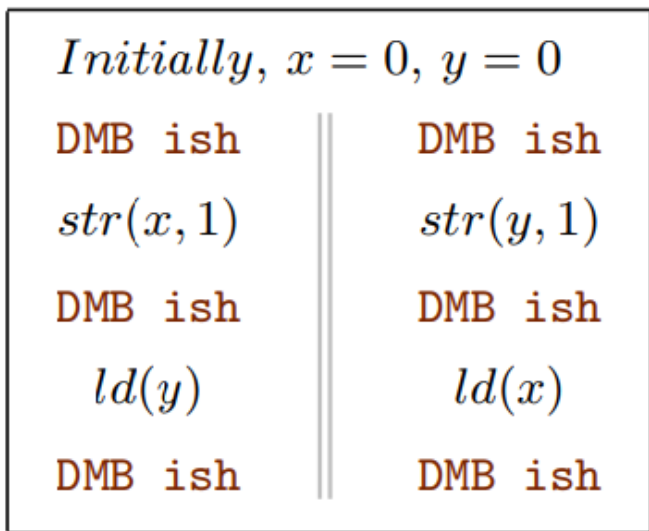 Initially, x = 0, y = 0
DMB ish DMB ish
str(x, 1) str(y, 1)
DMB ish DMB ish
ld(y) ld(x)
DMB ish DMB ish